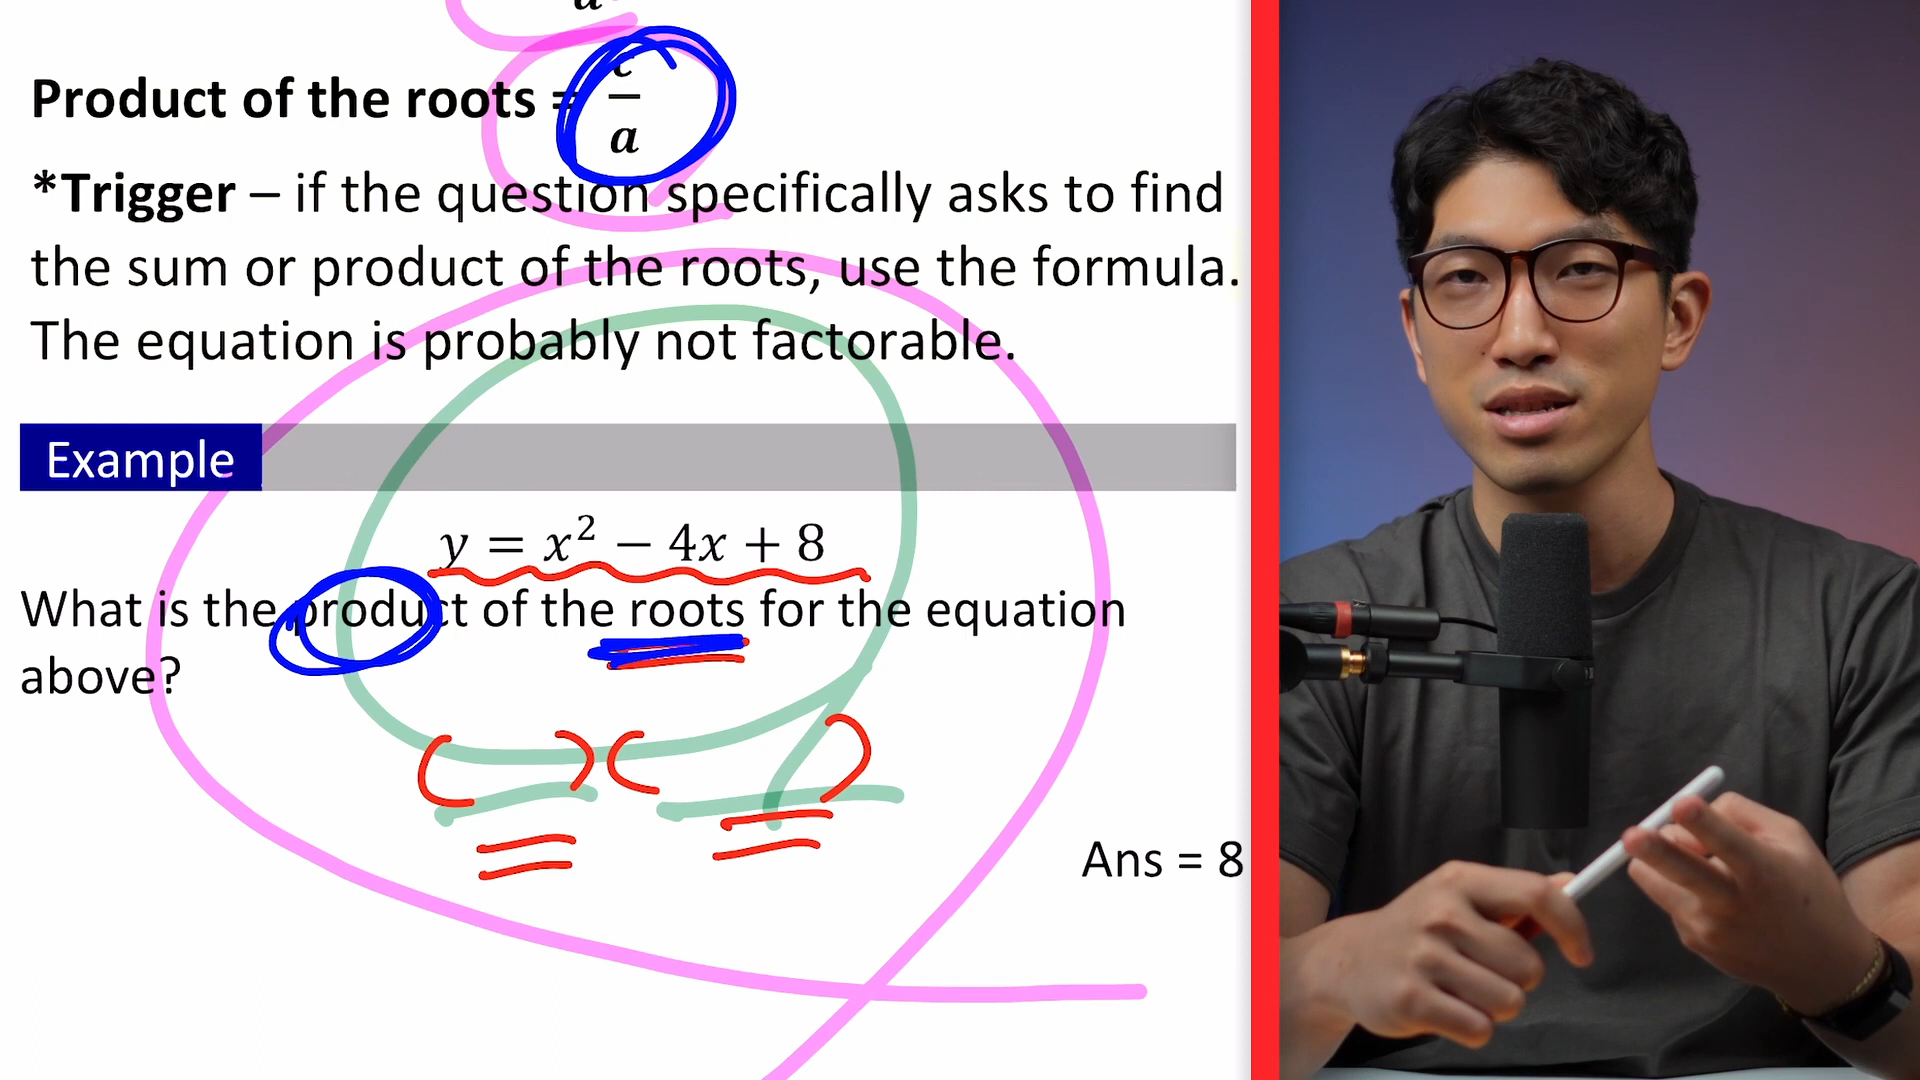 a
Product of the roots = c/a
*Trigger – if the question specifically asks to find
the sum or product of the roots, use the formula.
The equation is probably not factorable.
Example
y = x² − 4x + 8
What is the product of the roots for the equation
above?
( ) ( )
Ans = 8